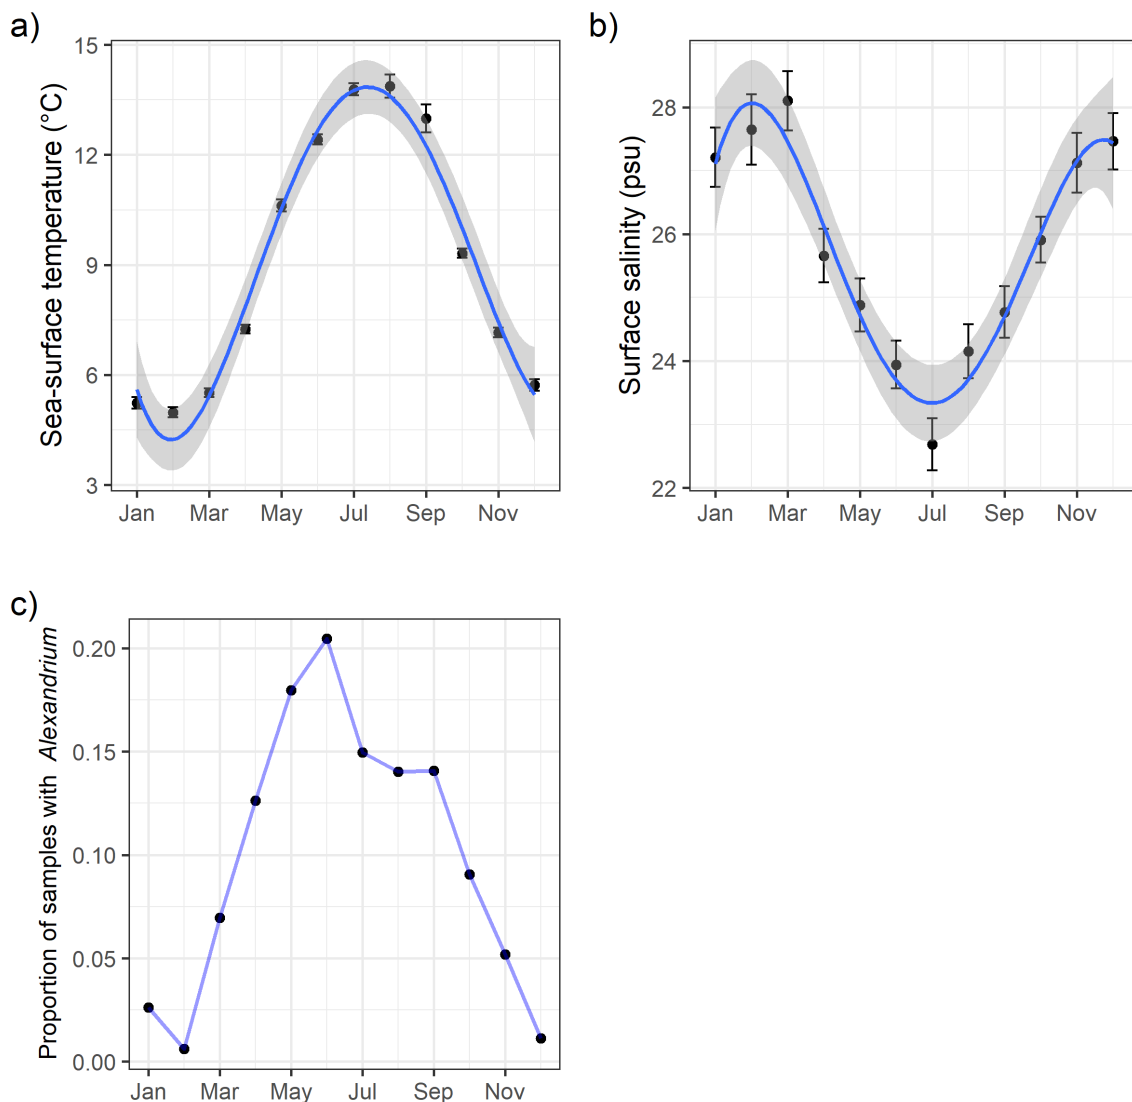 a)
Sea-surface temperature (°C)
15
12
9
6
3
Jan Mar May Jul Sep Nov
b)
Surface salinity (psu)
28
26
24
22
Jan Mar May Jul Sep Nov
c)
Proportion of samples with Alexandrium
0.20
0.15
0.10
0.05
0.00
Jan Mar May Jul Sep Nov